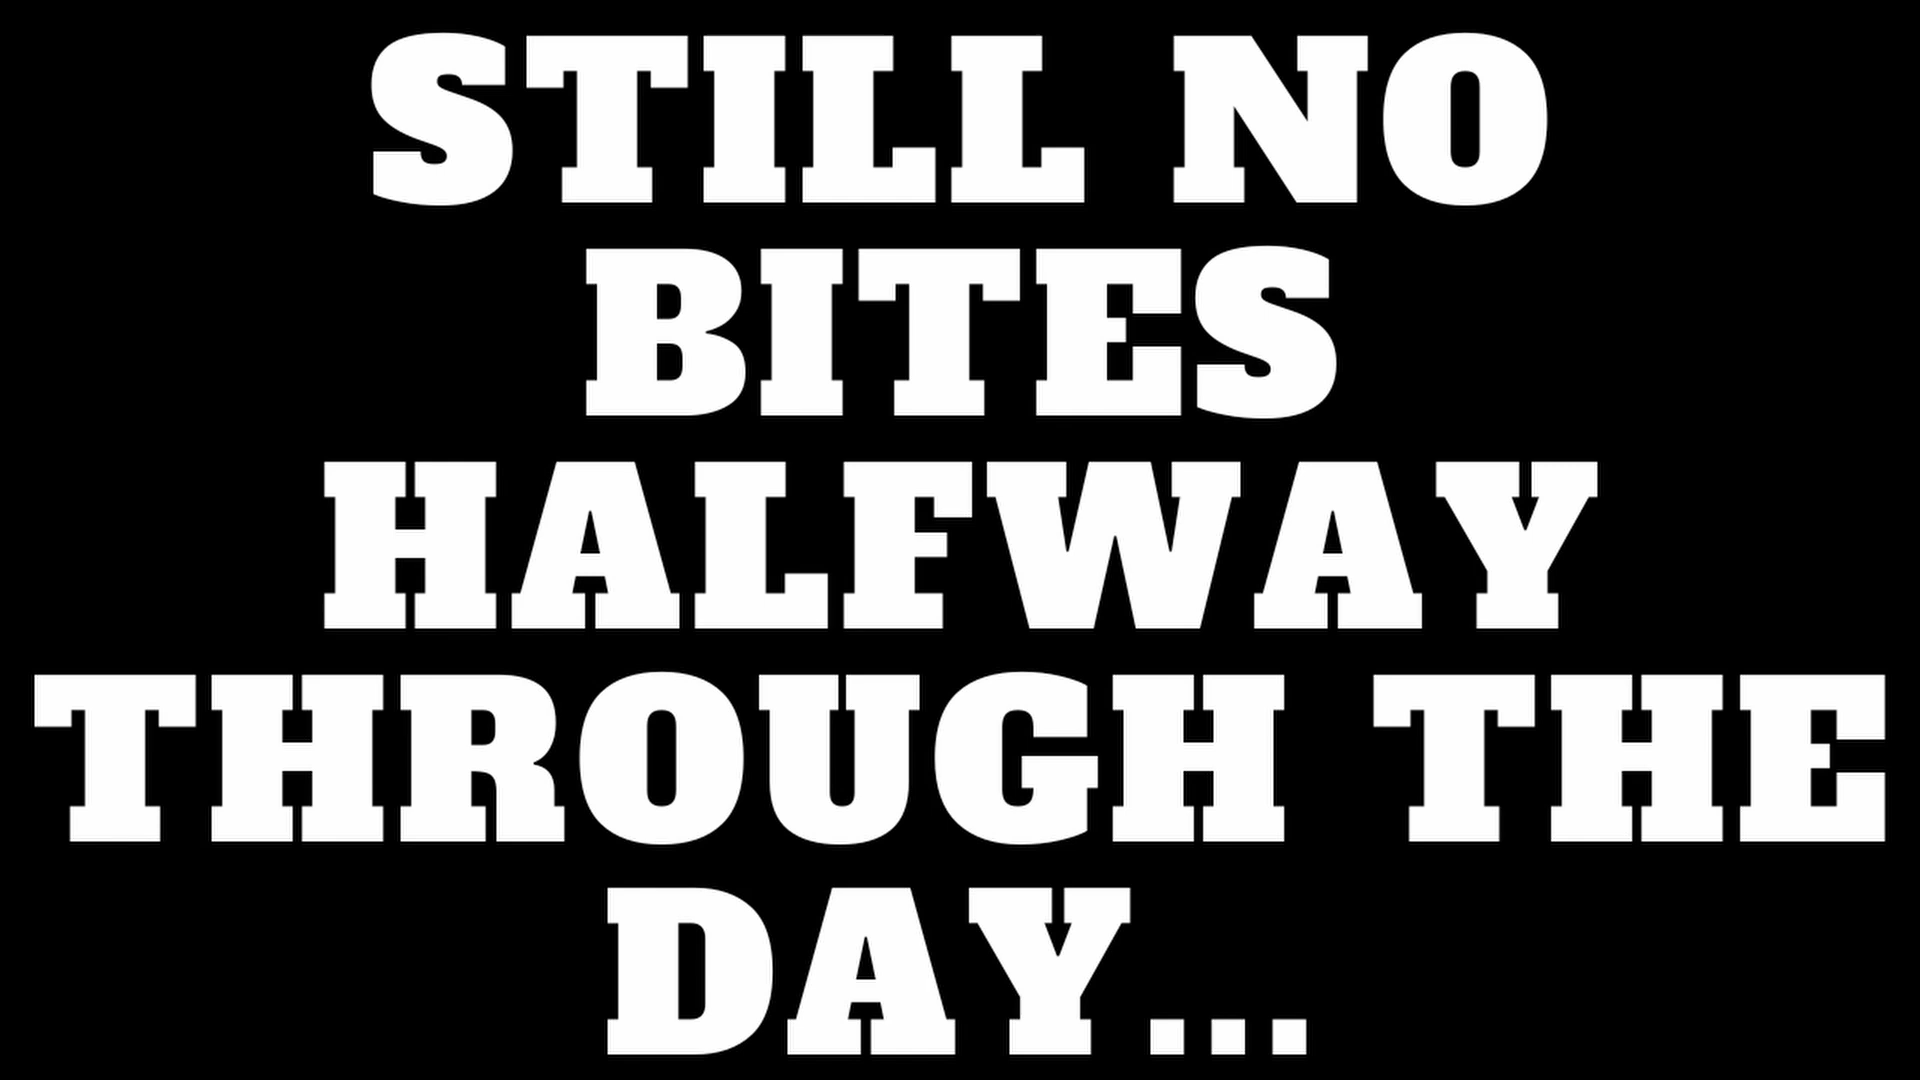 STILL NO
BITES
HALFWAY
THROUGH THE
DAY...